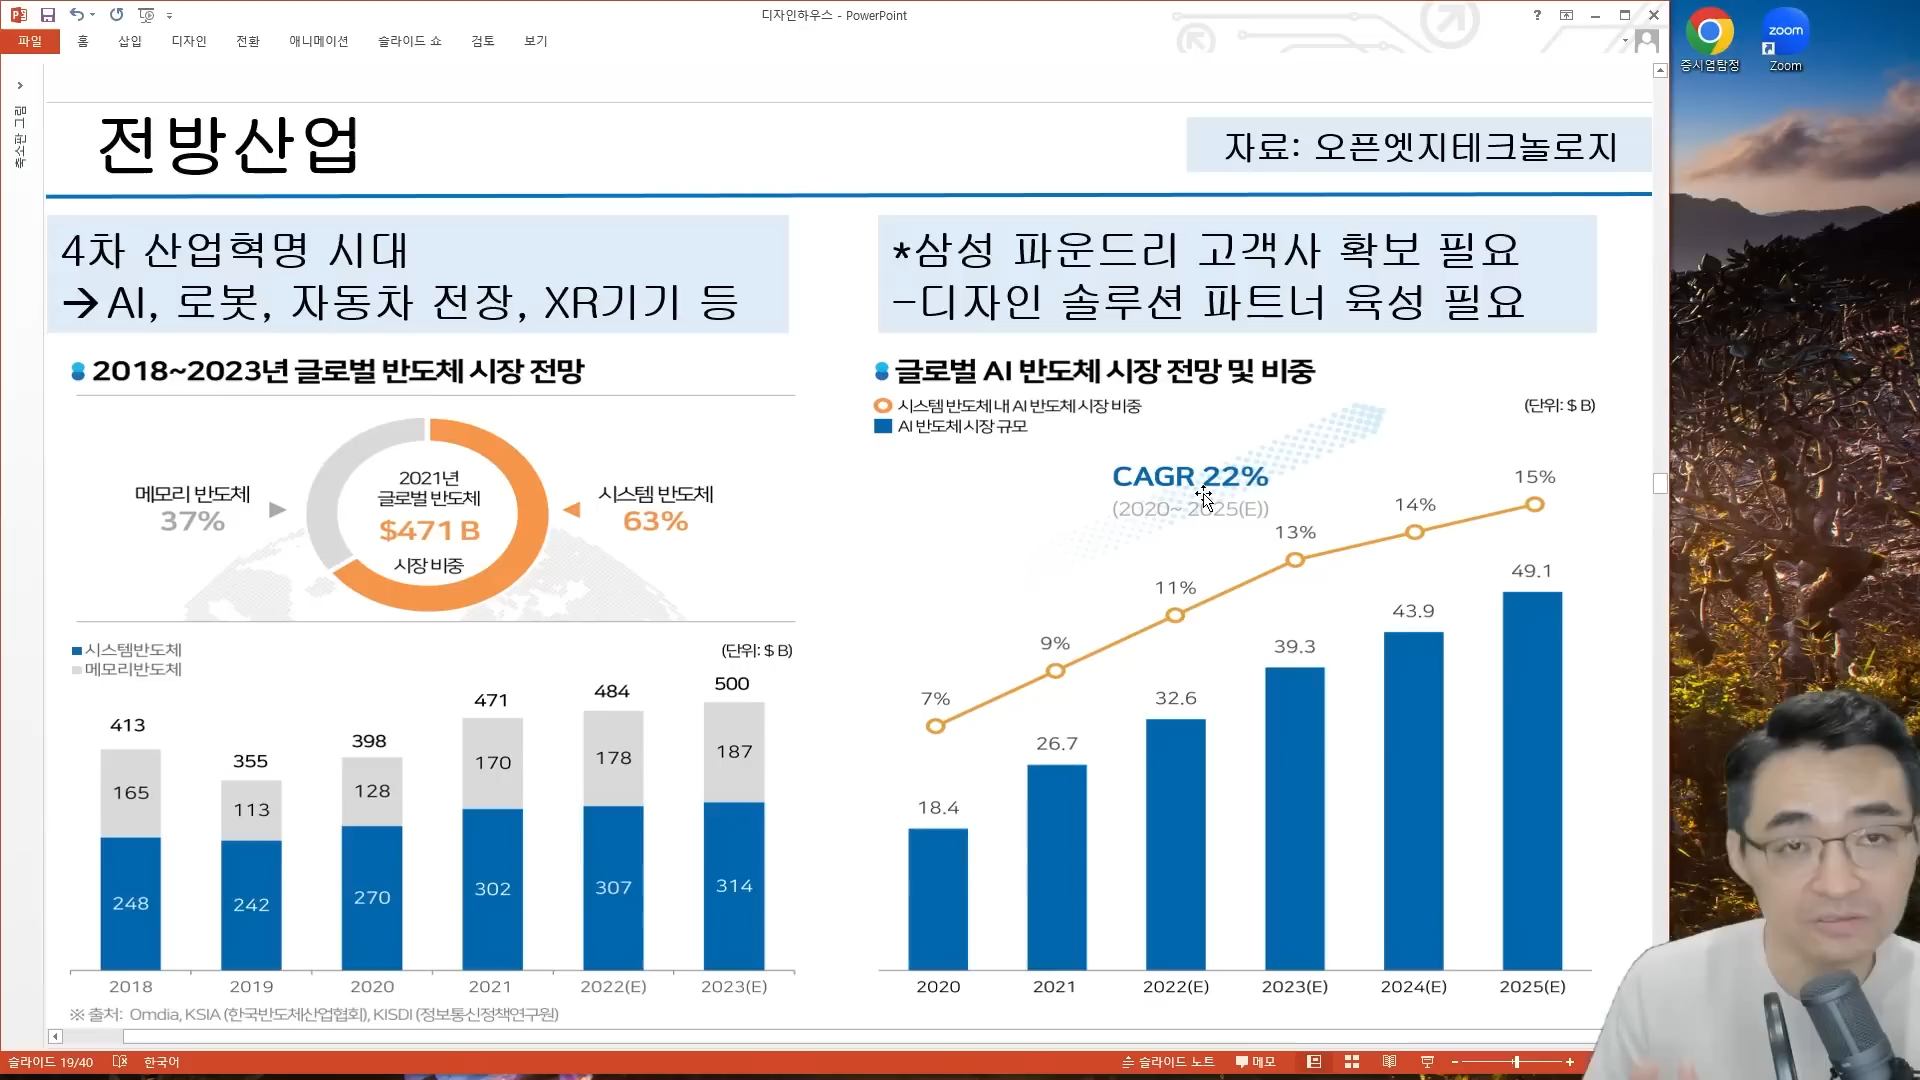 디자인하우스 - PowerPoint
?
파일
홈
삽입
디자인
전환
애니메이션
슬라이드 쇼
검토
보기
축소판 그림
zoom
증시염탐정
Zoom
전방산업
자료: 오픈엣지테크놀로지
4차 산업혁명 시대
→AI, 로봇, 자동차 전장, XR기기 등
*삼성 파운드리 고객사 확보 필요
-디자인 솔루션 파트너 육성 필요
2018~2023년 글로벌 반도체 시장 전망
메모리 반도체
37%
2021년
글로벌 반도체
$471 B
시장 비중
시스템 반도체
63%
시스템반도체
메모리반도체
(단위: $ B)
413
355
398
471
484
500
165
113
128
170
178
187
248
242
270
302
307
314
2018
2019
2020
2021
2022(E)
2023(E)
※ 출처: Omdia, KSIA (한국반도체산업협회), KISDI (정보통신정책연구원)
글로벌 AI 반도체 시장 전망 및 비중
시스템 반도체 내 AI 반도체 시장 비중
AI 반도체 시장 규모
(단위: $ B)
CAGR 22%
(2020~ 2025(E))
7%
9%
11%
13%
14%
15%
18.4
26.7
32.6
39.3
43.9
49.1
2020
2021
2022(E)
2023(E)
2024(E)
2025(E)
슬라이드 19/40
한국어
슬라이드 노트
메모